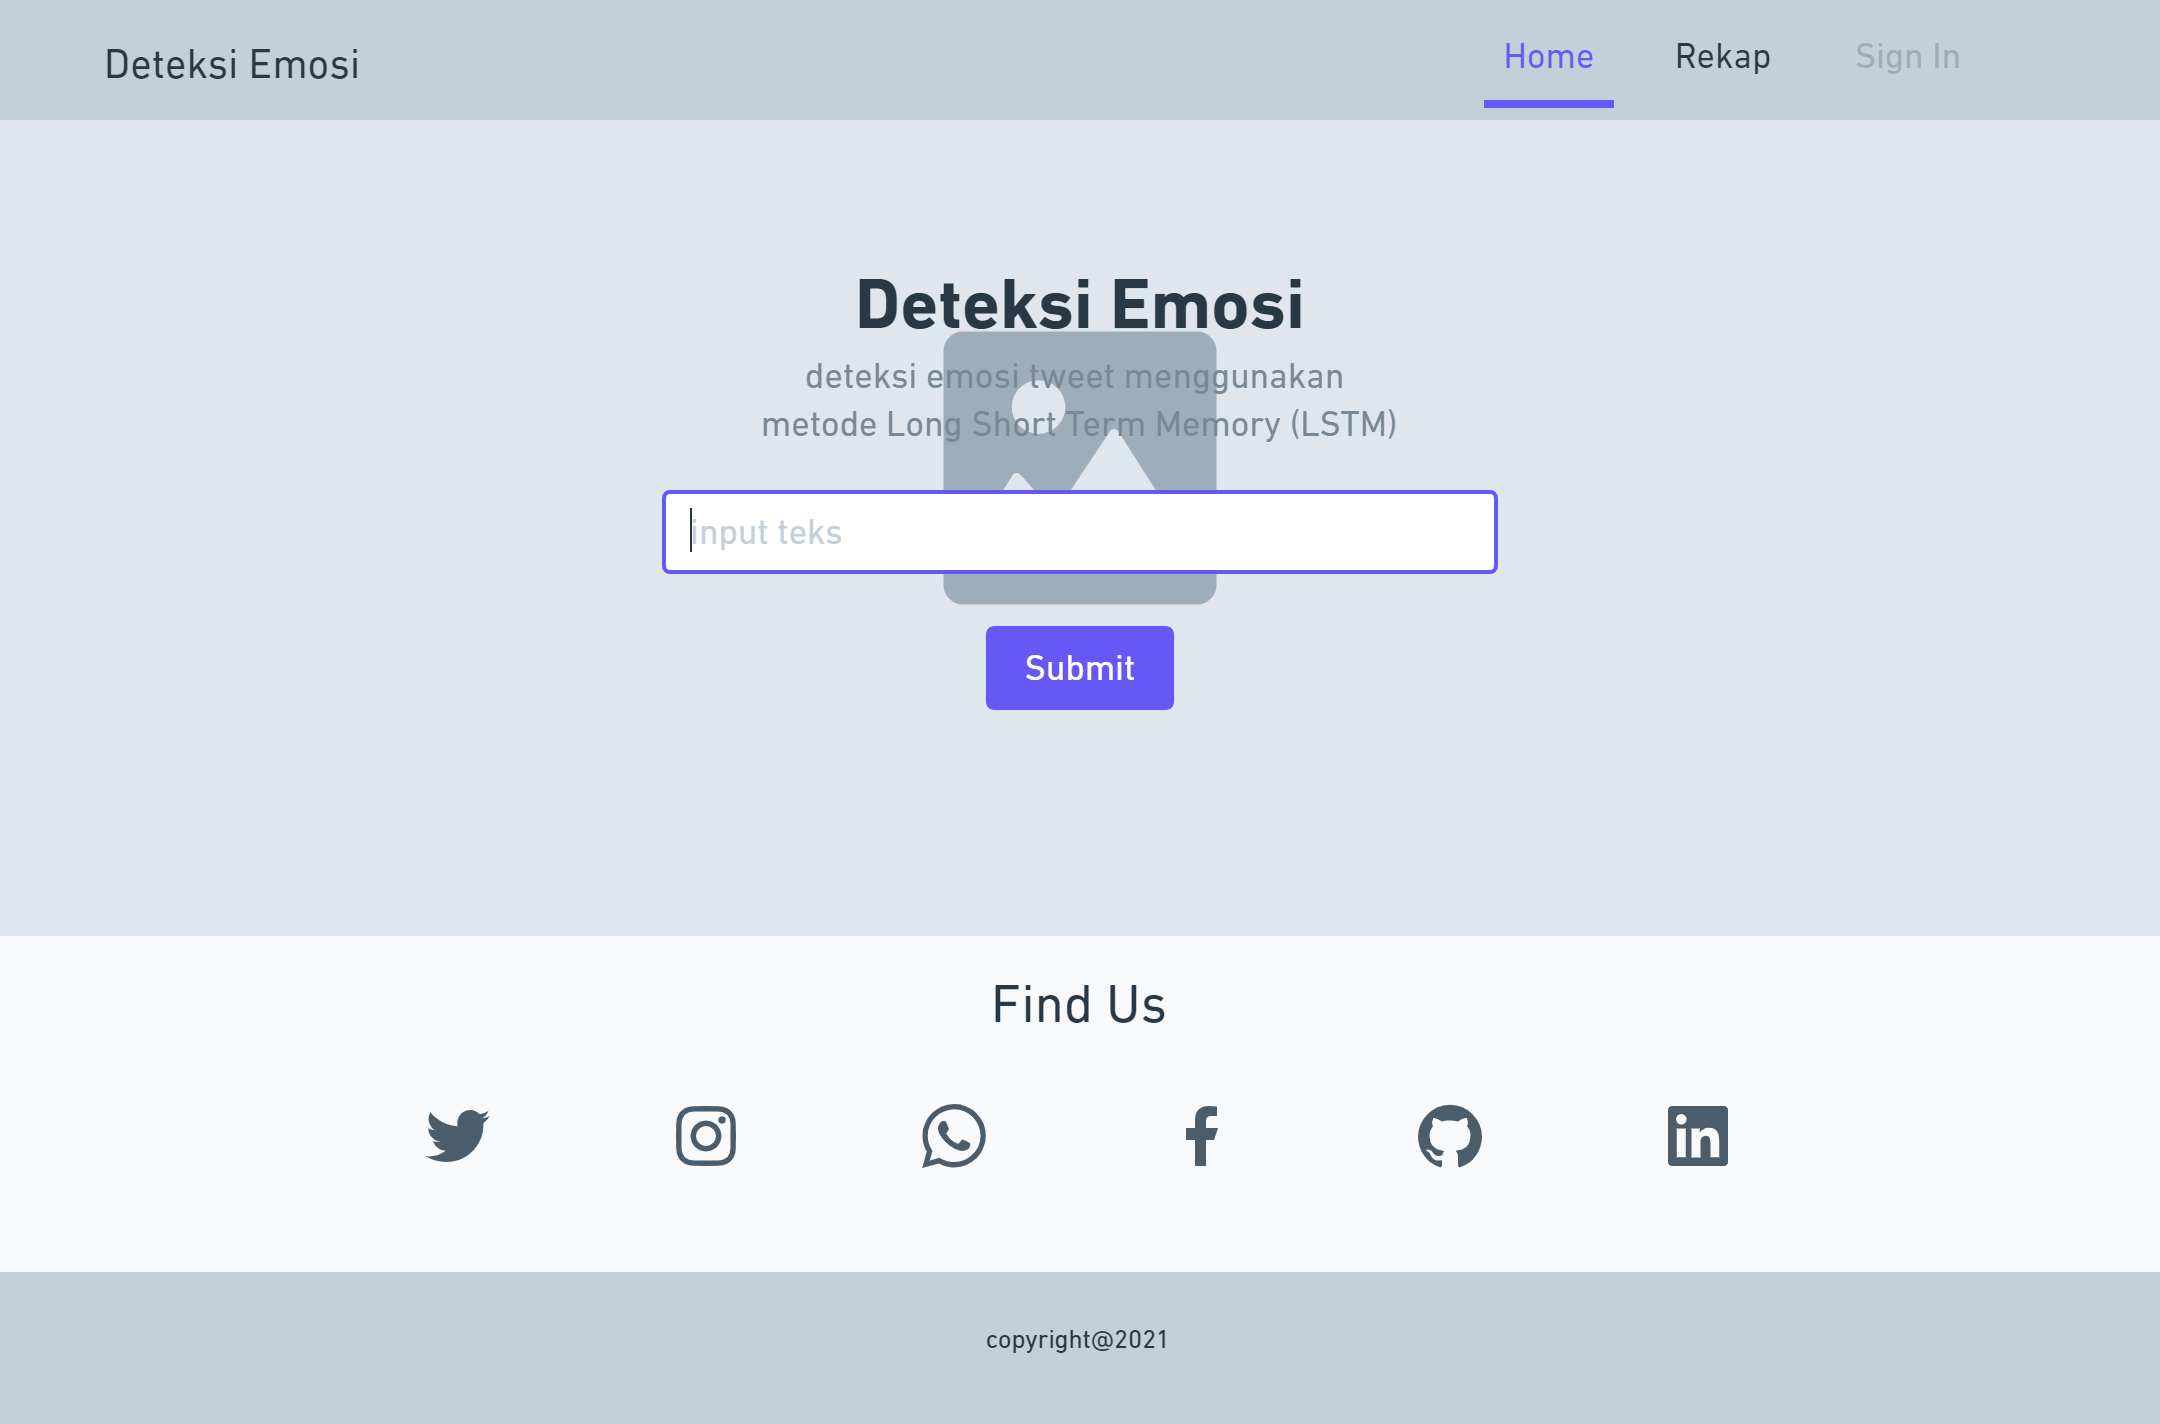 Deteksi Emosi
Home
Rekap
Sign In
Deteksi Emosi
deteksi emosi tweet menggunakan
metode Long Short Term Memory (LSTM)
input teks
Submit
Find Us
copyright@2021